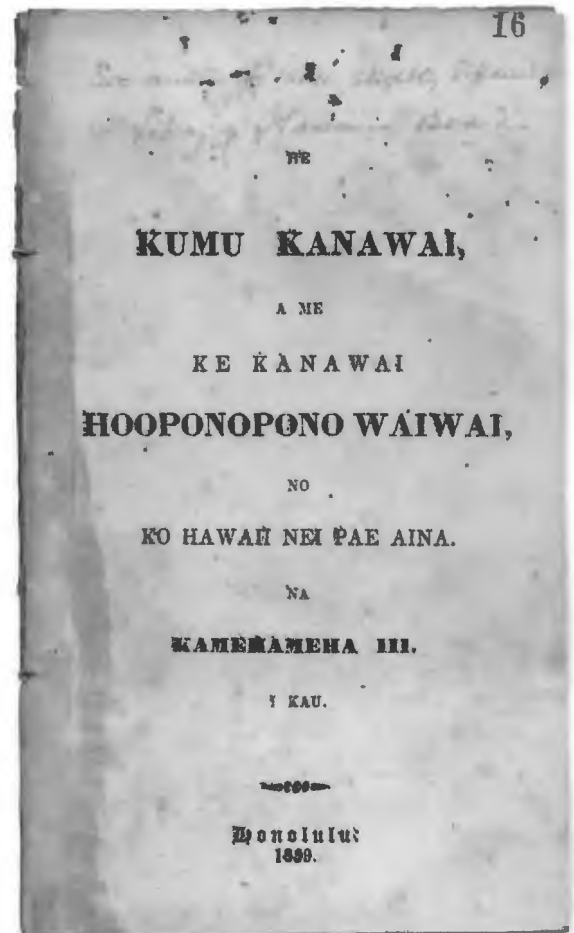 16
HE
KUMU KANAWAI,
A ME
KE KANAWAI
HOOPONOPONO WAIWAI,
NO
KO HAWAII NEI PAE AINA.
NA
KAMEHAMEHA III.
I KAU.
Honolulu:
1839.